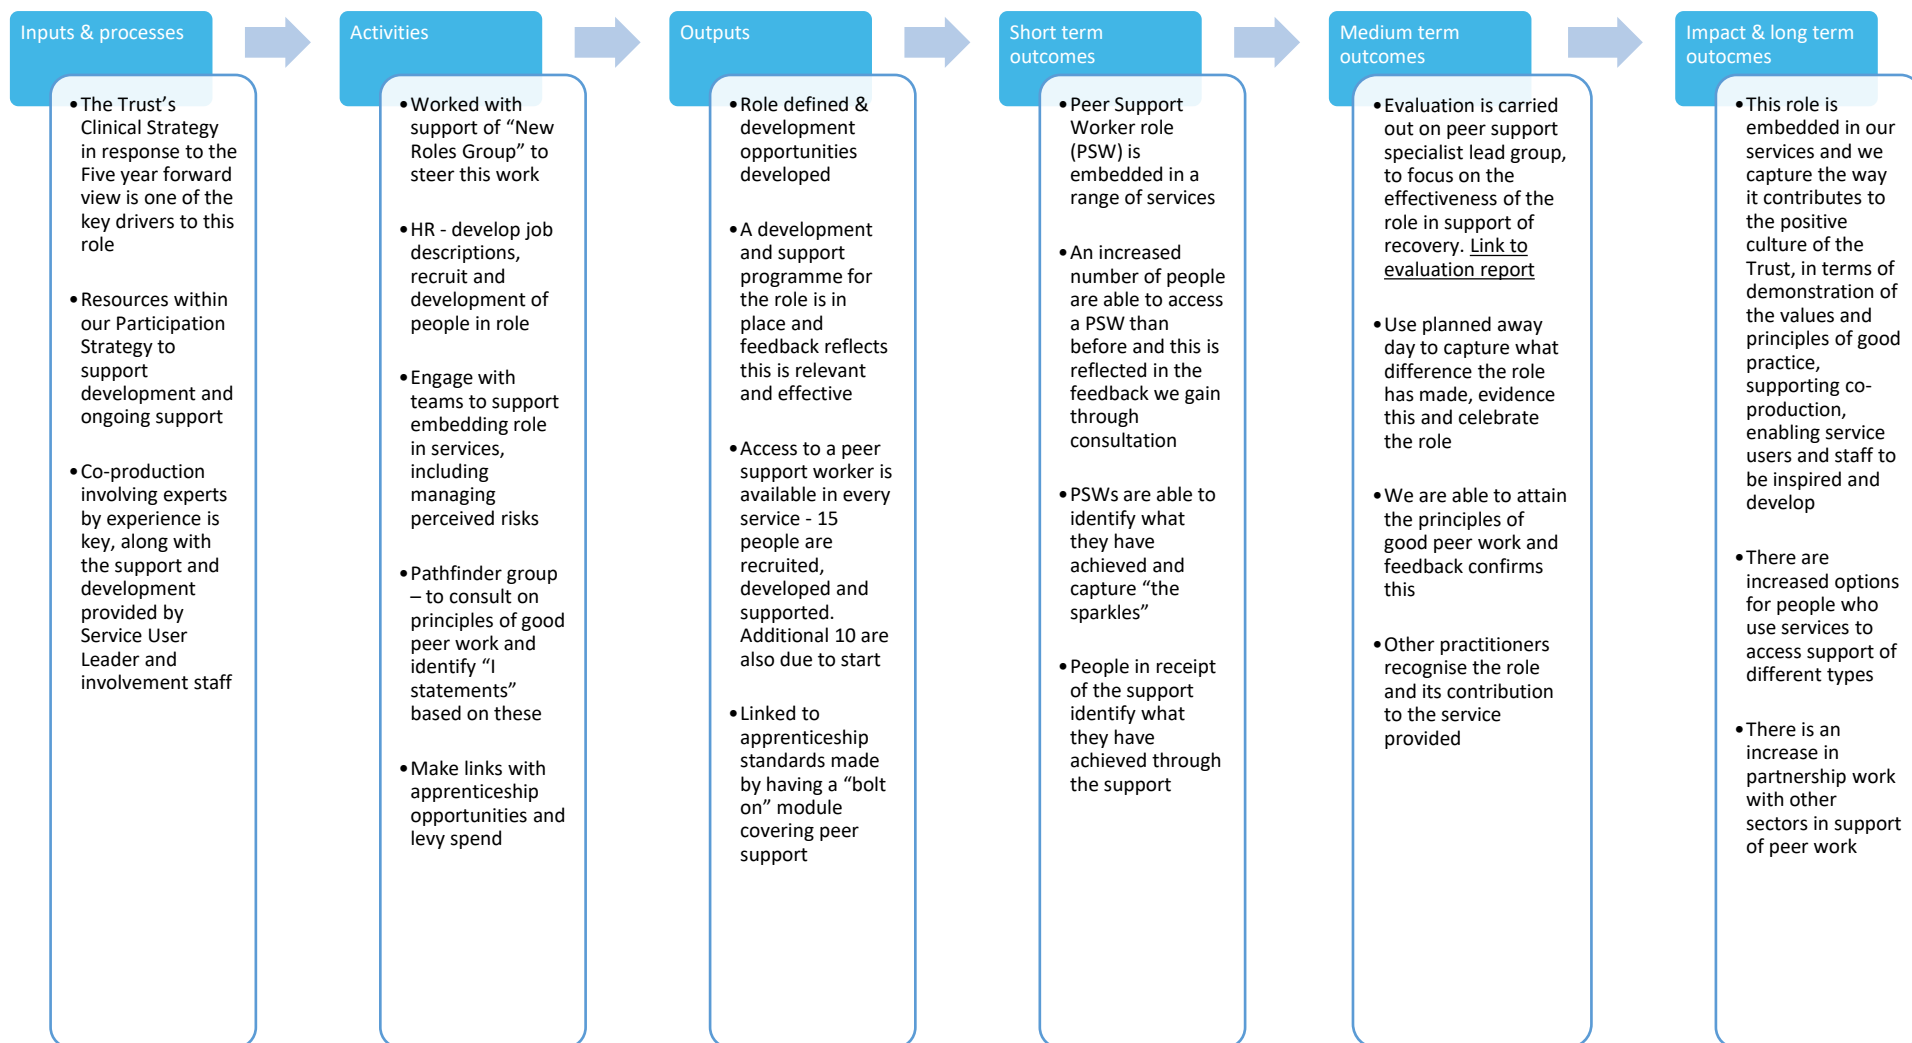 Inputs & processes
•The Trust’s
Clinical Strategy
in response to the
Five year forward
view is one of the
key drivers to this
role
•Resources within
our Participation
Strategy to
support
development and
ongoing support
•Co-production
involving experts
by experience is
key, along with
the support and
development
provided by
Service User
Leader and
involvement staff
Activities
•Worked with
support of “New
Roles Group” to
steer this work
•HR - develop job
descriptions,
recruit and
development of
people in role
•Engage with
teams to support
embedding role
in services,
including
managing
perceived risks
•Pathfinder group
– to consult on
principles of good
peer work and
identify “I
statements”
based on these
•Make links with
apprenticeship
opportunities and
levy spend
Outputs
•Role defined &
development
opportunities
developed
•A development
and support
programme for
the role is in
place and
feedback reflects
this is relevant
and effective
•Access to a peer
support worker is
available in every
service - 15
people are
recruited,
developed and
supported.
Additional 10 are
also due to start
•Linked to
apprenticeship
standards made
by having a “bolt
on” module
covering peer
support
Short term
outcomes
•Peer Support
Worker role
(PSW) is
embedded in a
range of services
•An increased
number of people
are able to access
a PSW than
before and this is
reflected in the
feedback we gain
through
consultation
•PSWs are able to
identify what
they have
achieved and
capture “the
sparkles”
•People in receipt
of the support
identify what
they have
achieved through
the support
Medium term
outcomes
•Evaluation is carried
out on peer support
specialist lead group,
to focus on the
effectiveness of the
role in support of
recovery. Link to
evaluation report
•Use planned away
day to capture what
difference the role
has made, evidence
this and celebrate
the role
•We are able to attain
the principles of
good peer work and
feedback confirms
this
•Other practitioners
recognise the role
and its contribution
to the service
provided
Impact & long term
outocmes
•This role is
embedded in our
services and we
capture the way
it contributes to
the positive
culture of the
Trust, in terms of
demonstration of
the values and
principles of good
practice,
supporting co-
production,
enabling service
users and staff to
be inspired and
develop
•There are
increased options
for people who
use services to
access support of
different types
•There is an
increase in
partnership work
with other
sectors in support
of peer work